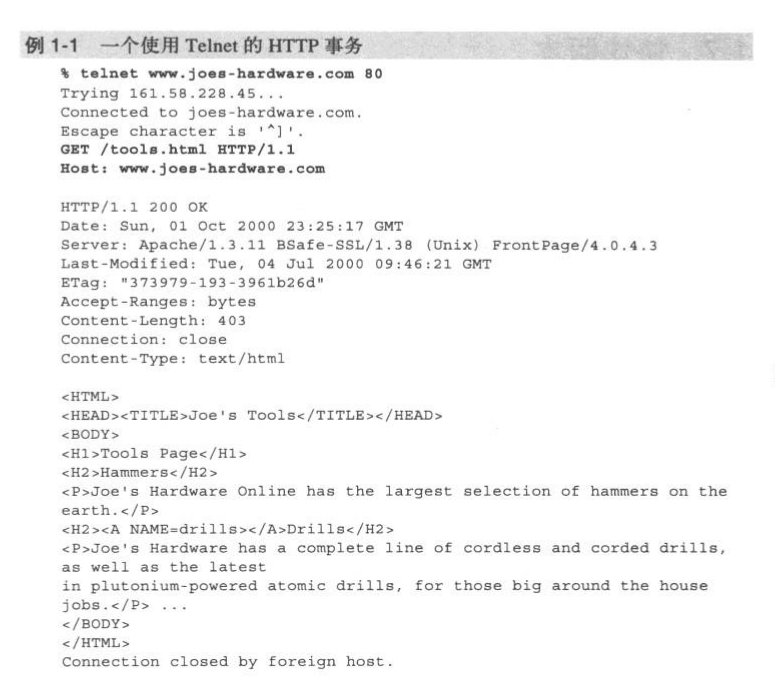 例 1-1 一个使用 Telnet 的 HTTP 事务
% telnet www.joes-hardware.com 80
Trying 161.58.228.45...
Connected to joes-hardware.com.
Escape character is '^]'.
GET /tools.html HTTP/1.1
Host: www.joes-hardware.com

HTTP/1.1 200 OK
Date: Sun, 01 Oct 2000 23:25:17 GMT
Server: Apache/1.3.11 BSafe-SSL/1.38 (Unix) FrontPage/4.0.4.3
Last-Modified: Tue, 04 Jul 2000 09:46:21 GMT
ETag: "373979-193-3961b26d"
Accept-Ranges: bytes
Content-Length: 403
Connection: close
Content-Type: text/html

<HTML>
<HEAD><TITLE>Joe's Tools</TITLE></HEAD>
<BODY>
<H1>Tools Page</H1>
<H2>Hammers</H2>
<P>Joe's Hardware Online has the largest selection of hammers on the
earth.</P>
<H2><A NAME=drills></A>Drills</H2>
<P>Joe's Hardware has a complete line of cordless and corded drills,
as well as the latest
in plutonium-powered atomic drills, for those big around the house
jobs.</P> ...
</BODY>
</HTML>
Connection closed by foreign host.